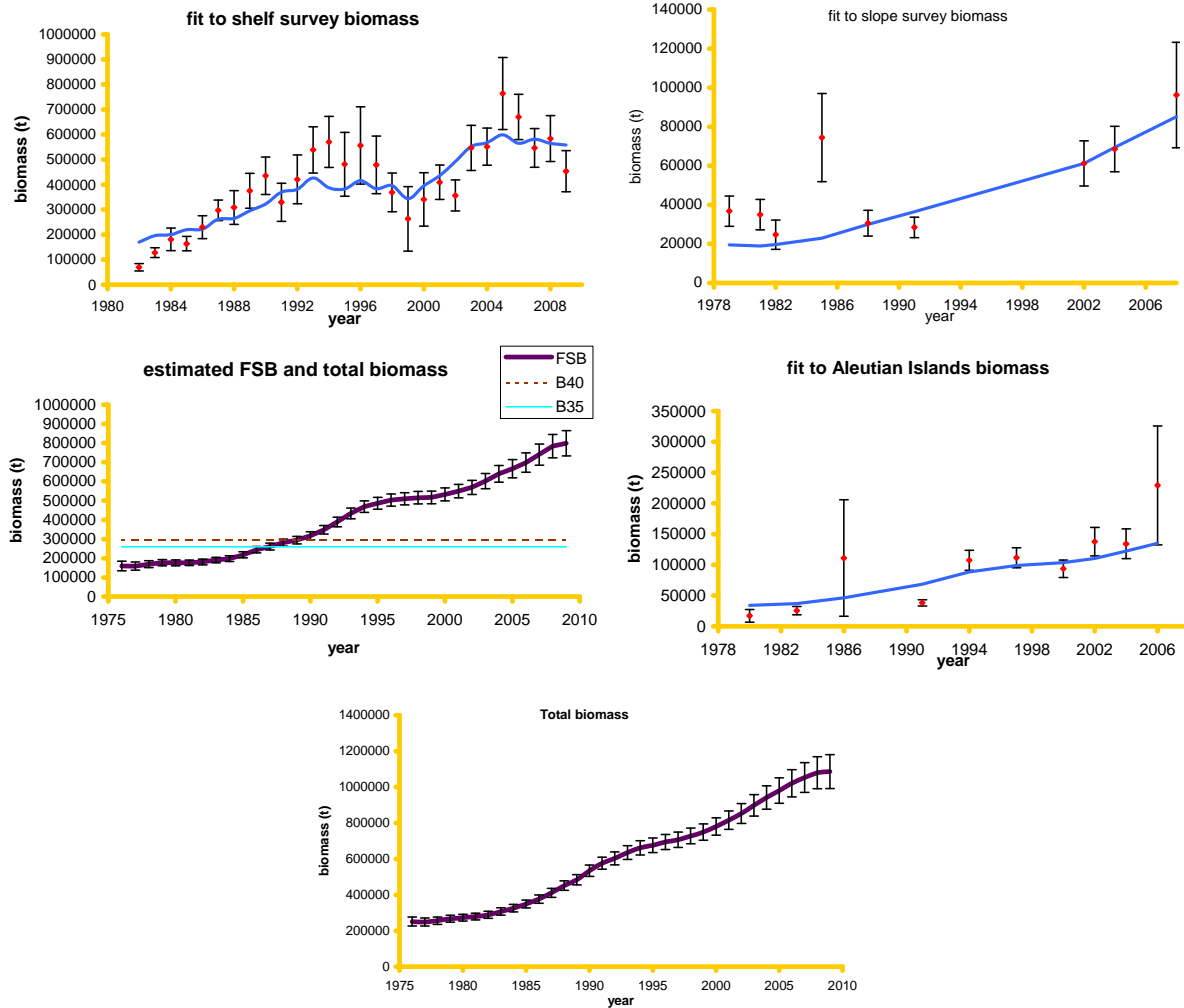 fit to shelf survey biomass
1000000
900000
800000
700000
600000
500000
400000
300000
200000
100000
0
biomass (t)
1980 1984 1988 1992 1996 2000 2004 2008
year
fit to slope survey biomass
140000
120000
100000
80000
60000
40000
20000
0
biomass (t)
1978 1982 1986 1990 1994 1998 2002 2006
year
estimated FSB and total biomass
FSB
B40
B35
1000000
900000
800000
700000
600000
500000
400000
300000
200000
100000
0
biomass (t)
1975 1980 1985 1990 1995 2000 2005 2010
year
fit to Aleutian Islands biomass
350000
300000
250000
200000
150000
100000
50000
0
biomass (t)
1978 1982 1986 1990 1994 1998 2002 2006
year
Total biomass
1400000
1200000
1000000
800000
600000
400000
200000
0
biomass (t)
1975 1980 1985 1990 1995 2000 2005 2010
year